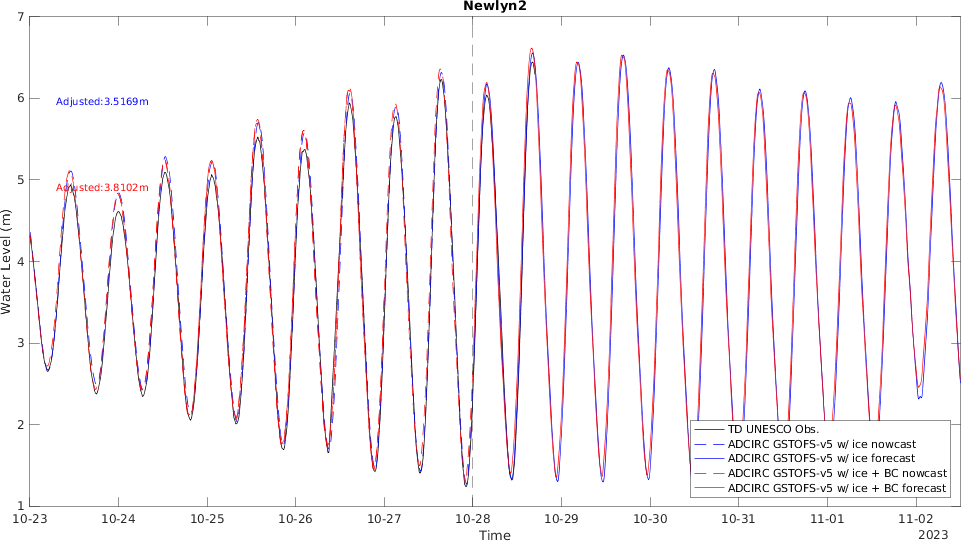 Newlyn2
7
6
5
4
3
2
1
Water Level (m)
Adjusted:3.5169m
Adjusted:3.8102m
TD UNESCO Obs.
ADCIRC GSTOFS-v5 w/ ice nowcast
ADCIRC GSTOFS-v5 w/ ice forecast
ADCIRC GSTOFS-v5 w/ ice + BC nowcast
ADCIRC GSTOFS-v5 w/ ice + BC forecast
10-23 10-24 10-25 10-26 10-27 10-28 10-29 10-30 10-31 11-01 11-02
Time
2023